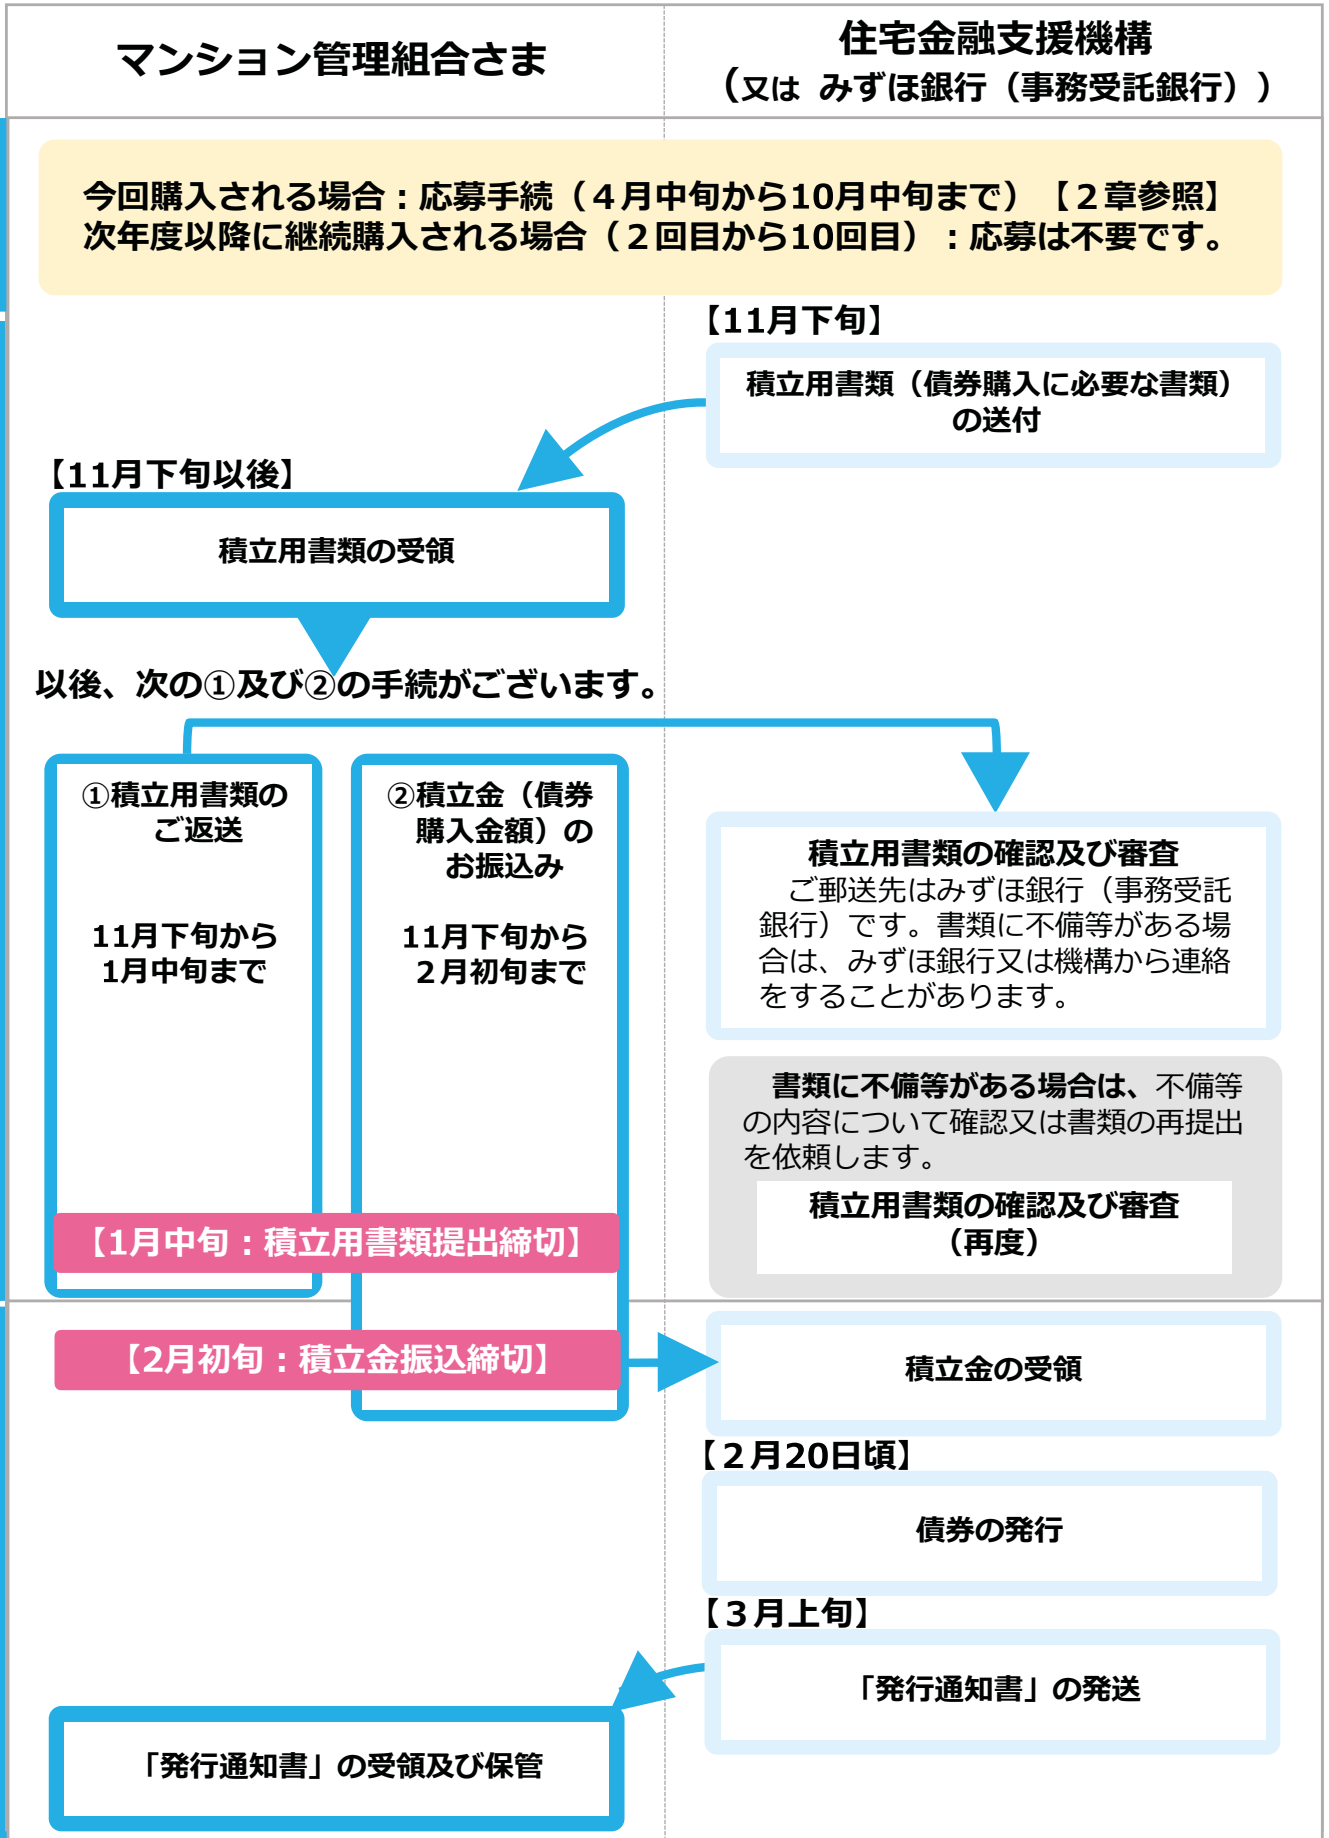 マンション管理組合さま
住宅金融支援機構
（又は みずほ銀行（事務受託銀行））
今回購入される場合：応募手続（４月中旬から10月中旬まで）【２章参照】
次年度以降に継続購入される場合（２回目から10回目）：応募は不要です。
【11月下旬】
積立用書類（債券購入に必要な書類）
の送付
【11月下旬以後】
積立用書類の受領
以後、次の①及び②の手続がございます。
①積立用書類の
ご返送
11月下旬から
1月中旬まで
②積立金（債券
購入金額）の
お振込み
11月下旬から
２月初旬まで
積立用書類の確認及び審査
ご郵送先はみずほ銀行（事務受託
銀行）です。書類に不備等がある場
合は、みずほ銀行又は機構から連絡
をすることがあります。
書類に不備等がある場合は、不備等
の内容について確認又は書類の再提出
を依頼します。
積立用書類の確認及び審査
（再度）
【1月中旬：積立用書類提出締切】
【2月初旬：積立金振込締切】
積立金の受領
【２月20日頃】
債券の発行
【３月上旬】
「発行通知書」の発送
「発行通知書」の受領及び保管